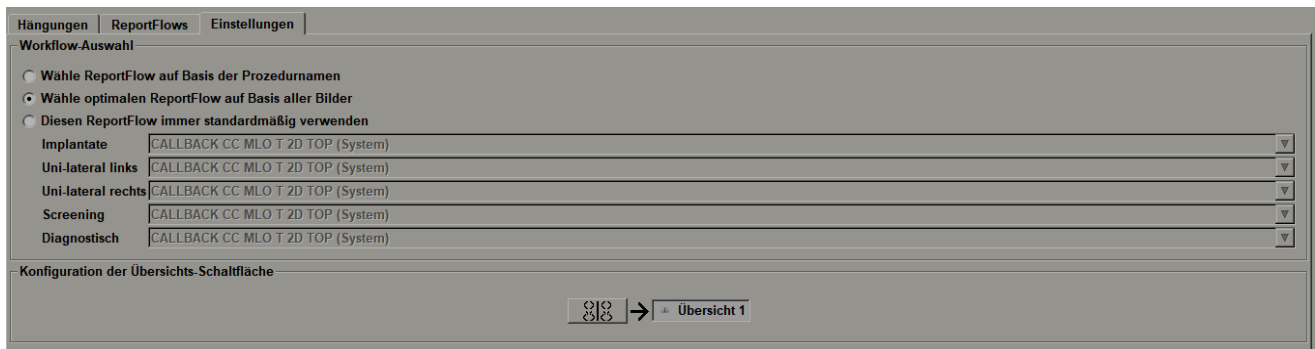 Hängungen ReportFlows Einstellungen
Workflow-Auswahl
Wähle ReportFlow auf Basis der Prozedurnamen
Wähle optimalen ReportFlow auf Basis aller Bilder
Diesen ReportFlow immer standardmäßig verwenden
Implantate CALLBACK CC MLO T 2D TOP (System)
Uni-lateral links CALLBACK CC MLO T 2D TOP (System)
Uni-lateral rechts CALLBACK CC MLO T 2D TOP (System)
Screening CALLBACK CC MLO T 2D TOP (System)
Diagnostisch CALLBACK CC MLO T 2D TOP (System)
Konfiguration der Übersichts-Schaltfläche
Übersicht 1